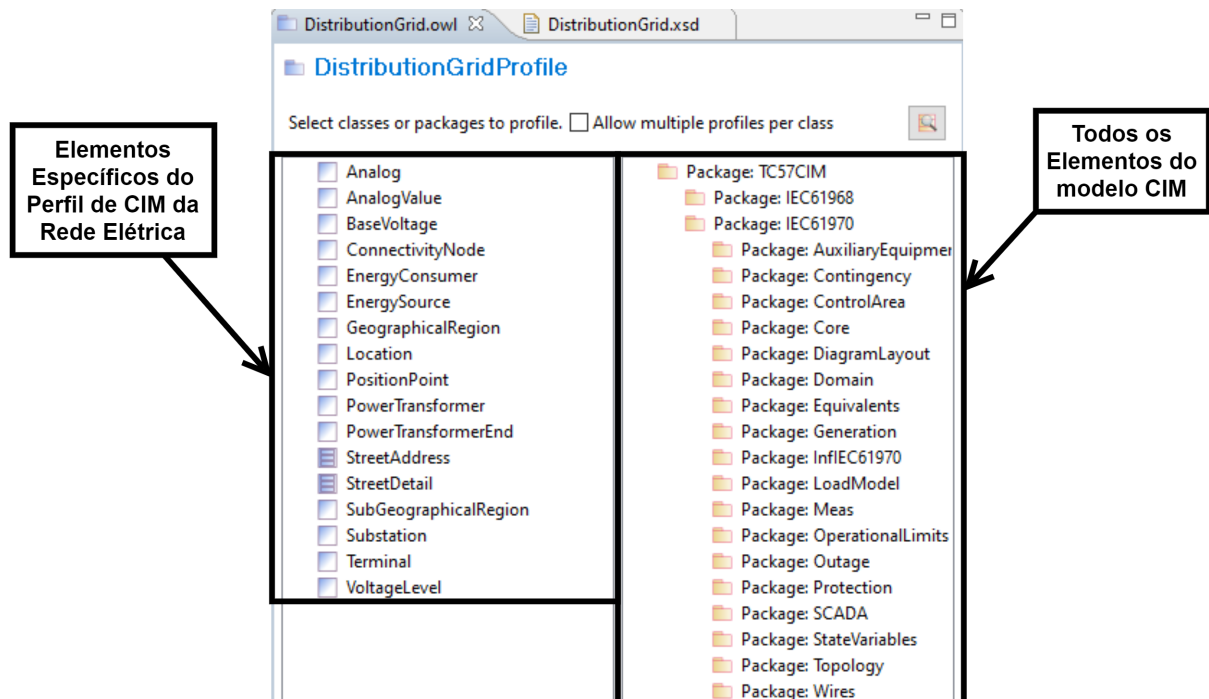 DistributionGrid.owl
DistributionGrid.xsd
DistributionGridProfile
Select classes or packages to profile.
Allow multiple profiles per class
Elementos
Específicos do
Perfil de CIM da
Rede Elétrica
Analog
AnalogValue
BaseVoltage
ConnectivityNode
EnergyConsumer
EnergySource
GeographicalRegion
Location
PositionPoint
PowerTransformer
PowerTransformerEnd
StreetAddress
StreetDetail
SubGeographicalRegion
Substation
Terminal
VoltageLevel
Package: TC57CIM
Package: IEC61968
Package: IEC61970
Package: AuxiliaryEquipmer
Package: Contingency
Package: ControlArea
Package: Core
Package: DiagramLayout
Package: Domain
Package: Equivalents
Package: Generation
Package: InfIEC61970
Package: LoadModel
Package: Meas
Package: OperationalLimits
Package: Outage
Package: Protection
Package: SCADA
Package: StateVariables
Package: Topology
Package: Wires
Todos os
Elementos do
modelo CIM